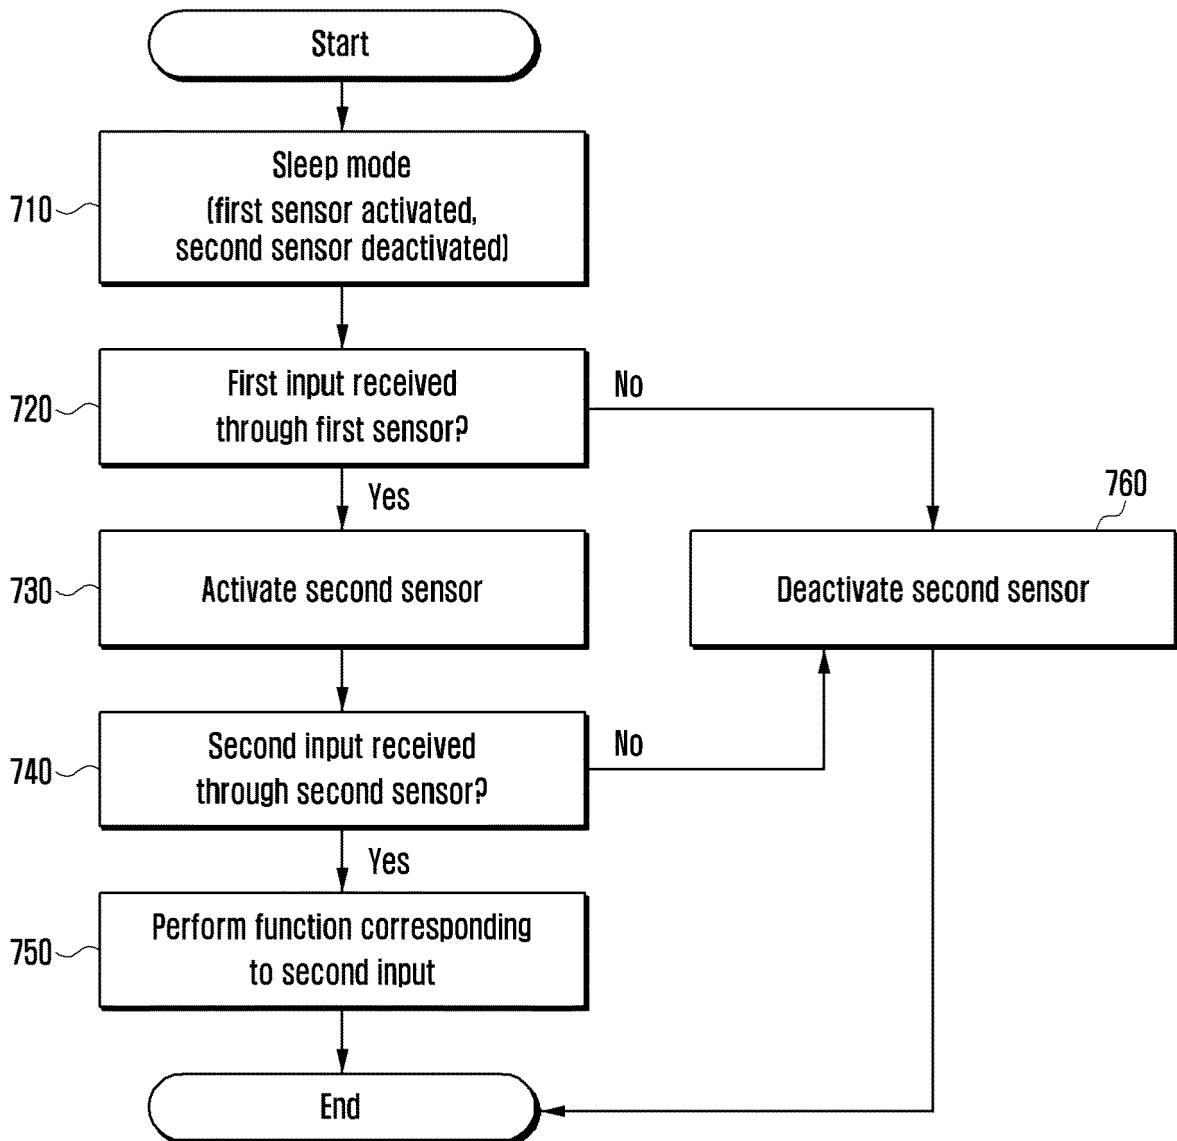 Start
Sleep mode
(first sensor activated,
second sensor deactivated)
710
First input received
through first sensor?
720
No
Yes
760
Activate second sensor
730
Deactivate second sensor
Second input received
through second sensor?
740
No
Yes
Perform function corresponding
to second input
750
End